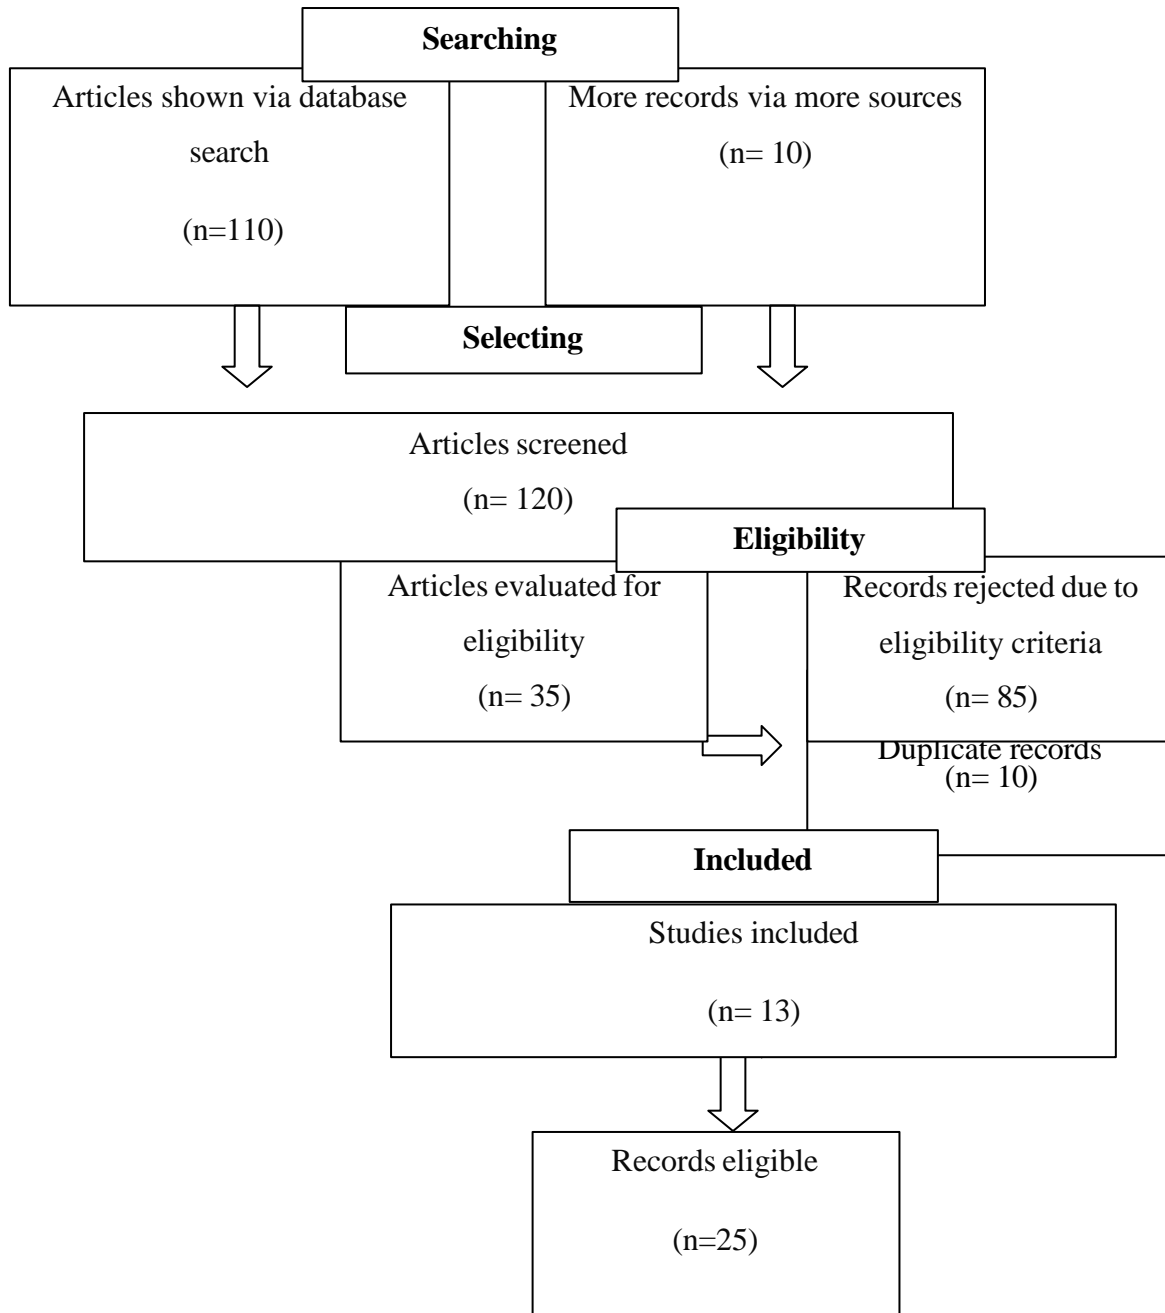 Searching
Articles shown via database
search
(n=110)
More records via more sources
(n= 10)
Selecting
Articles screened
(n= 120)
Eligibility
Articles evaluated for
eligibility
(n= 35)
Records rejected due to
eligibility criteria
(n= 85)
Duplicate records
(n= 10)
Included
Studies included
(n= 13)
Records eligible
(n=25)